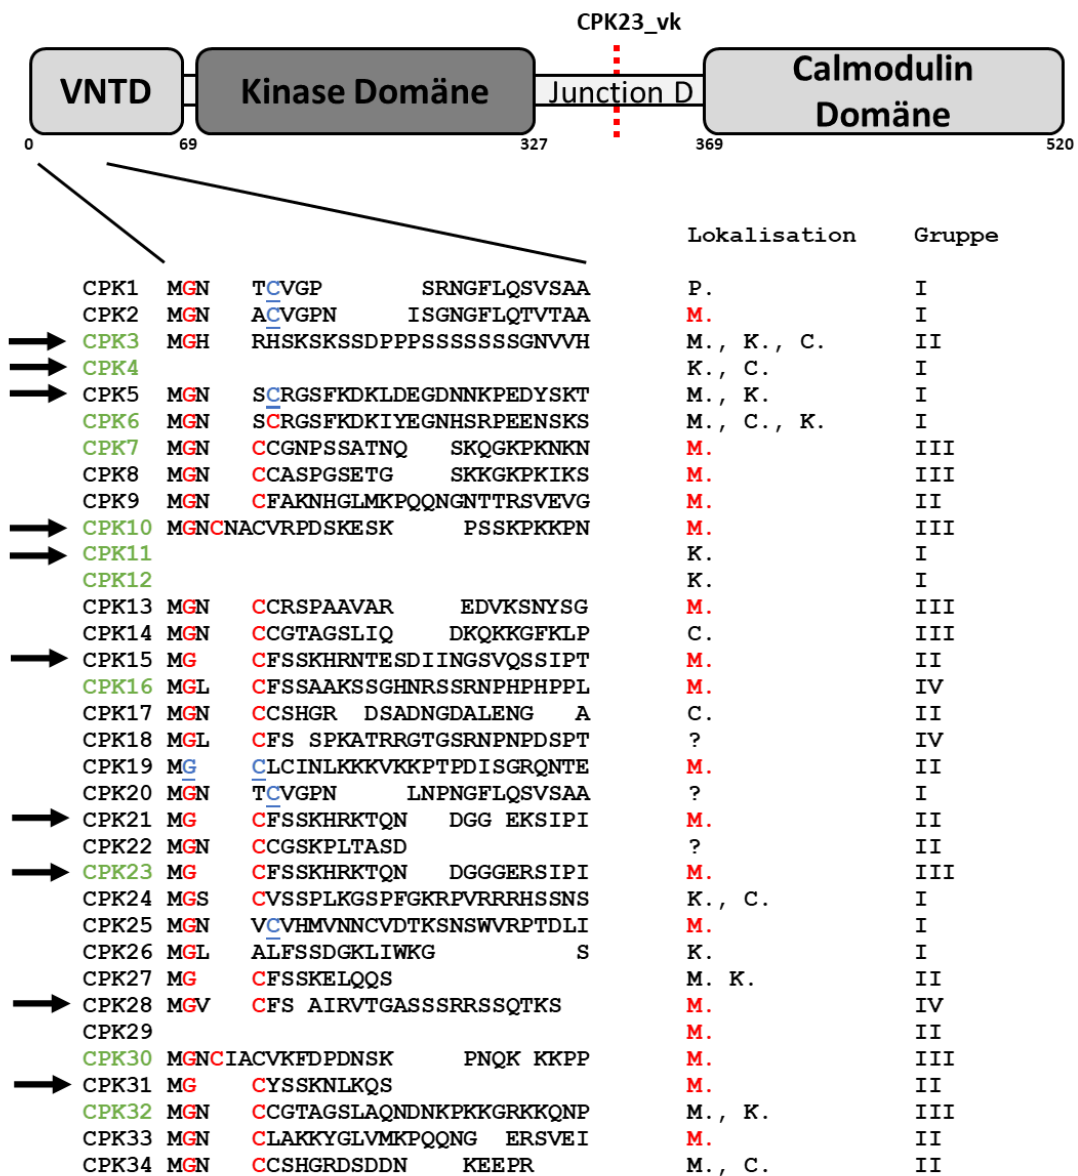 CPK23_vk
VNTD Kinase Domäne Junction D Calmodulin
Domäne
0 69 327 369 520
Lokalisation Gruppe
CPK1 MGN TCVGP SRNGFLQSVSAA P. I
CPK2 MGN ACVGPN ISGNGFLQTVTAA M. I
CPK3 MGH RHSKSKSSDPPPSSSSSSSGNVVH M., K., C. II
CPK4 K., C. I
CPK5 MGN SCRGSFKDKLDEGDNNKPEDYSKT M., K. I
CPK6 MGN SCRGSFKDKIYEGNHSRPEENSKS M., C., K. I
CPK7 MGN CCGNPSSATNQ SKQGKPKNKN M. III
CPK8 MGN CCASPGSETG SKKGKPKIKS M. III
CPK9 MGN CFAKNHGLMKPQQNGNTTRSVEVG M. II
CPK10 MGNCNACVRPDSKESK PSSKPKKPN M. III
CPK11 K. I
CPK12 K. I
CPK13 MGN CCRSPAAVAR EDVKSNYSG M. III
CPK14 MGN CCGTAGSLIQ DKQKKGFKLP C. III
CPK15 MG CFSSKHRNTESDIINGSVQSSIPT M. II
CPK16 MGL CFSSAAKSSGHNRSSRNPHPHPPL M. IV
CPK17 MGN CCSHGR DSADNGDALENG A C. II
CPK18 MGL CFS SPKATRRGTGSRNPNPDSPT ? IV
CPK19 MG CLCINLKKKVKKPTPDISGRQNTE M. II
CPK20 MGN TCVGPN LNPNGFLQSVSAA ? I
CPK21 MG CFSSKHRKTQN DGG EKSIPI M. II
CPK22 MGN CCGSKPLTASD ? II
CPK23 MG CFSSKHRKTQN DGGGERSIPI M. III
CPK24 MGS CVSSPLKGSPFGKRPVRRRHSSNS K., C. I
CPK25 MGN VCVHMVNNCVDTKSNSWVRPTDLI M. I
CPK26 MGL ALFSSDGKLIWKG S K. I
CPK27 MG CFSSKELQQS M. K. II
CPK28 MGV CFS AIRVTGASSSRRSSQTKS M. IV
CPK29 M. II
CPK30 MGNCIACVKFDPDNSK PNQK KKPP M. III
CPK31 MG CYSSKNLKQS M. II
CPK32 MGN CCGTAGSLAQNDNKPKKGRKKQNP M., K. III
CPK33 MGN CLAKKYGLVMKPQQNG ERSVEI M. II
CPK34 MGN CCSHGRDSDDN KEEPR M., C. II